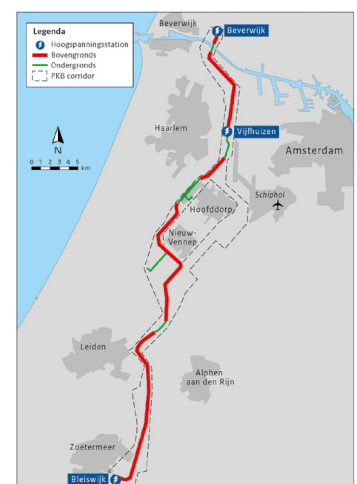 Legenda
Hoogspanningsstation
Bovengronds
Ondergronds
PKB corridor
Beverwijk
Beverwijk
Haarlem
Vijfhuizen
Amsterdam
N
0 1 2 3 4 5
km
Schiphol
Hoofddorp
Nieuw-
Vennep
Leiden
Alphen
aan den Rijn
Zoetermeer
Bleiswijk